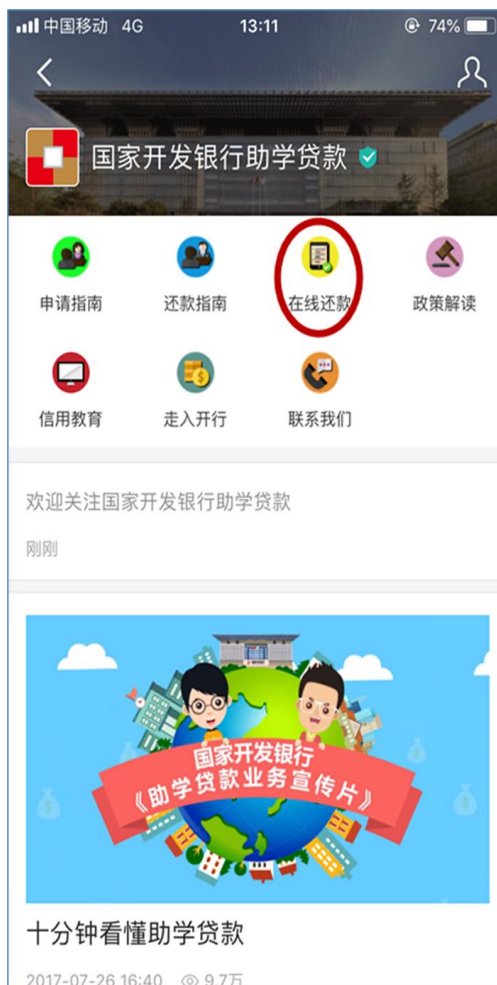 中国移动 4G 13:11 74%
国家开发银行助学贷款
申请指南 还款指南 在线还款 政策解读
信用教育 走入开行 联系我们
欢迎关注国家开发银行助学贷款
刚刚
国家开发银行
《助学贷款业务宣传片》
十分钟看懂助学贷款
2017-07-26 16:40 9.7万